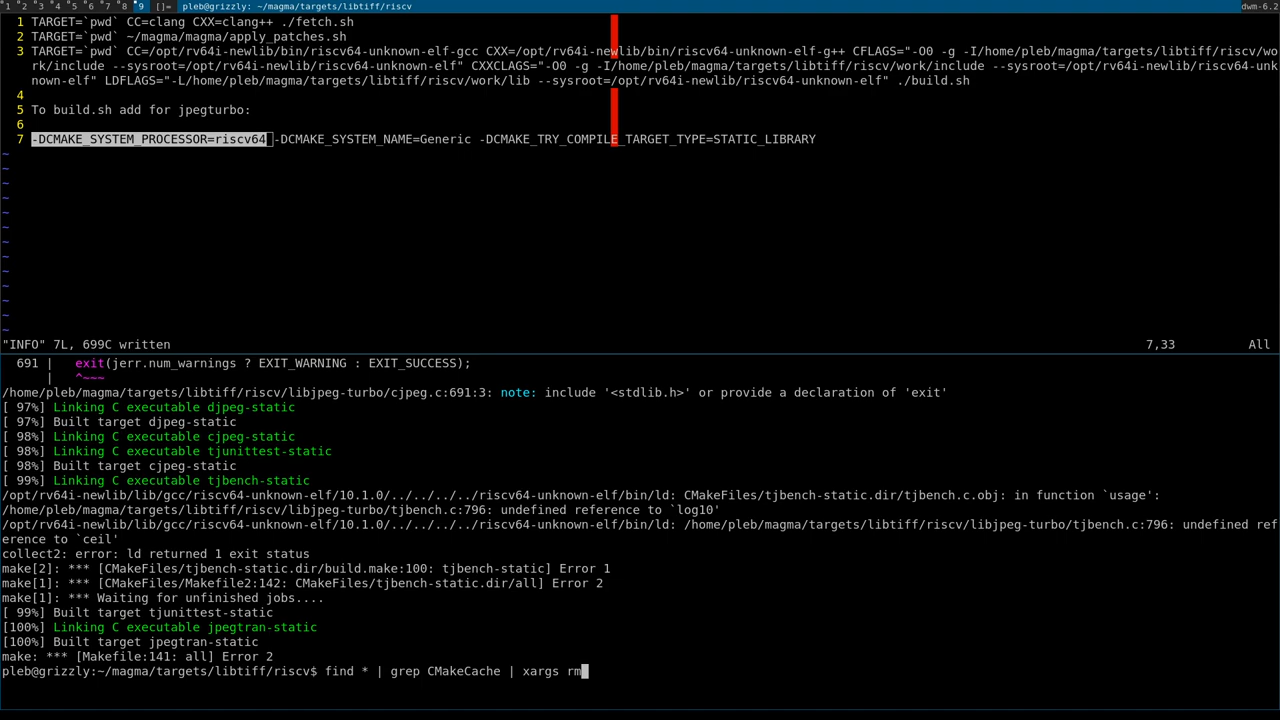 1 2 3 4 5 6 7 8 9 []= pleb@grizzly: ~/magma/targets/libtiff/riscv dwm-6.2
1 TARGET=`pwd` CC=clang CXX=clang++ ./fetch.sh
2 TARGET=`pwd` ~/magma/magma/apply_patches.sh
3 TARGET=`pwd` CC=/opt/rv64i-newlib/bin/riscv64-unknown-elf-gcc CXX=/opt/rv64i-newlib/bin/riscv64-unknown-elf-g++ CFLAGS="-O0 -g -I/home/pleb/magma/targets/libtiff/riscv/wo
rk/include --sysroot=/opt/rv64i-newlib/riscv64-unknown-elf" CXXCLAGS="-O0 -g -I/home/pleb/magma/targets/libtiff/riscv/work/include --sysroot=/opt/rv64i-newlib/riscv64-unk
nown-elf" LDFLAGS="-L/home/pleb/magma/targets/libtiff/riscv/work/lib --sysroot=/opt/rv64i-newlib/riscv64-unknown-elf" ./build.sh
4
5 To build.sh add for jpegturbo:
6
7 -DCMAKE_SYSTEM_PROCESSOR=riscv64 -DCMAKE_SYSTEM_NAME=Generic -DCMAKE_TRY_COMPILE_TARGET_TYPE=STATIC_LIBRARY
~
~
~
~
~
~
~
~
~
~
~
~
~
"INFO" 7L, 699C written 7,33 All
691 | exit(jerr.num_warnings ? EXIT_WARNING : EXIT_SUCCESS);
| ^~~~
/home/pleb/magma/targets/libtiff/riscv/libjpeg-turbo/cjpeg.c:691:3: note: include '<stdlib.h>' or provide a declaration of 'exit'
[ 97%] Linking C executable djpeg-static
[ 97%] Built target djpeg-static
[ 98%] Linking C executable cjpeg-static
[ 98%] Linking C executable tjunittest-static
[ 98%] Built target cjpeg-static
[ 99%] Linking C executable tjbench-static
/opt/rv64i-newlib/lib/gcc/riscv64-unknown-elf/10.1.0/../../../../riscv64-unknown-elf/bin/ld: CMakeFiles/tjbench-static.dir/tjbench.c.obj: in function `usage':
/home/pleb/magma/targets/libtiff/riscv/libjpeg-turbo/tjbench.c:796: undefined reference to `log10'
/opt/rv64i-newlib/lib/gcc/riscv64-unknown-elf/10.1.0/../../../../riscv64-unknown-elf/bin/ld: /home/pleb/magma/targets/libtiff/riscv/libjpeg-turbo/tjbench.c:796: undefined ref
erence to `ceil'
collect2: error: ld returned 1 exit status
make[2]: *** [CMakeFiles/tjbench-static.dir/build.make:100: tjbench-static] Error 1
make[1]: *** [CMakeFiles/Makefile2:142: CMakeFiles/tjbench-static.dir/all] Error 2
make[1]: *** Waiting for unfinished jobs....
[ 99%] Built target tjunittest-static
[100%] Linking C executable jpegtran-static
[100%] Built target jpegtran-static
make: *** [Makefile:141: all] Error 2
pleb@grizzly:~/magma/targets/libtiff/riscv$ find * | grep CMakeCache | xargs rm